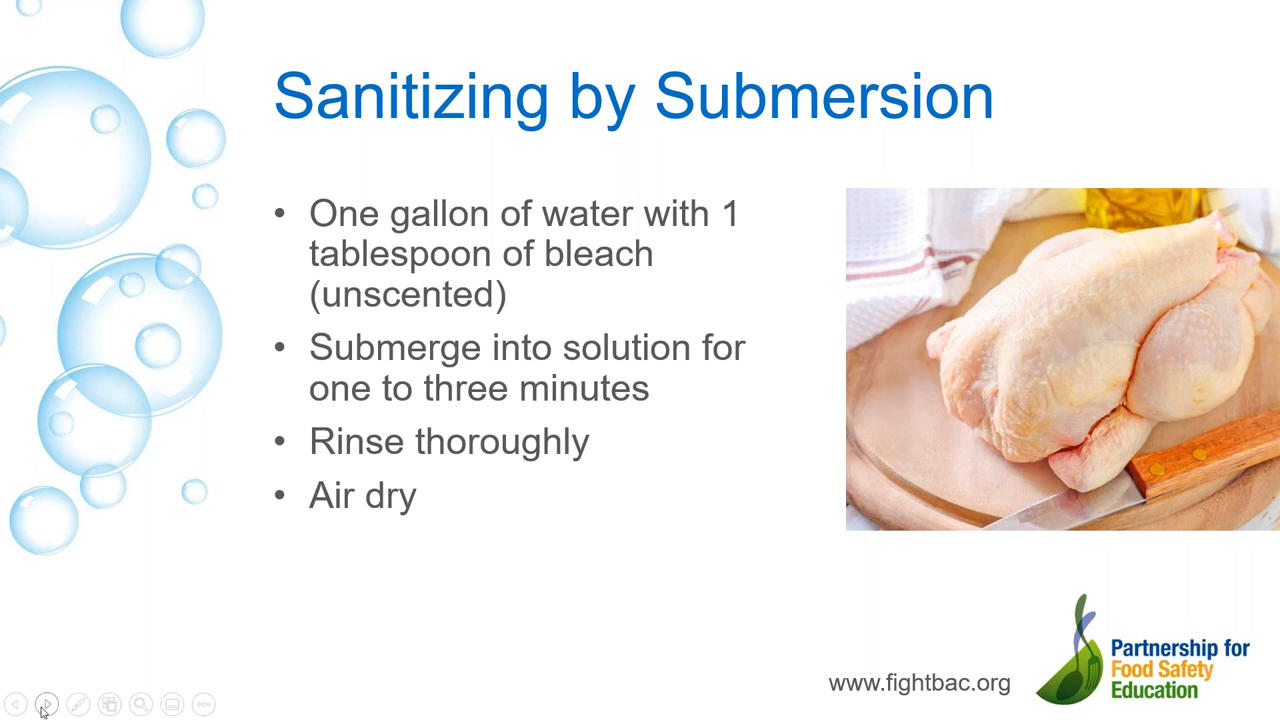 Sanitizing by Submersion
• One gallon of water with 1
tablespoon of bleach
(unscented)
• Submerge into solution for
one to three minutes
• Rinse thoroughly
• Air dry
www.fightbac.org
Partnership for
Food Safety
Education